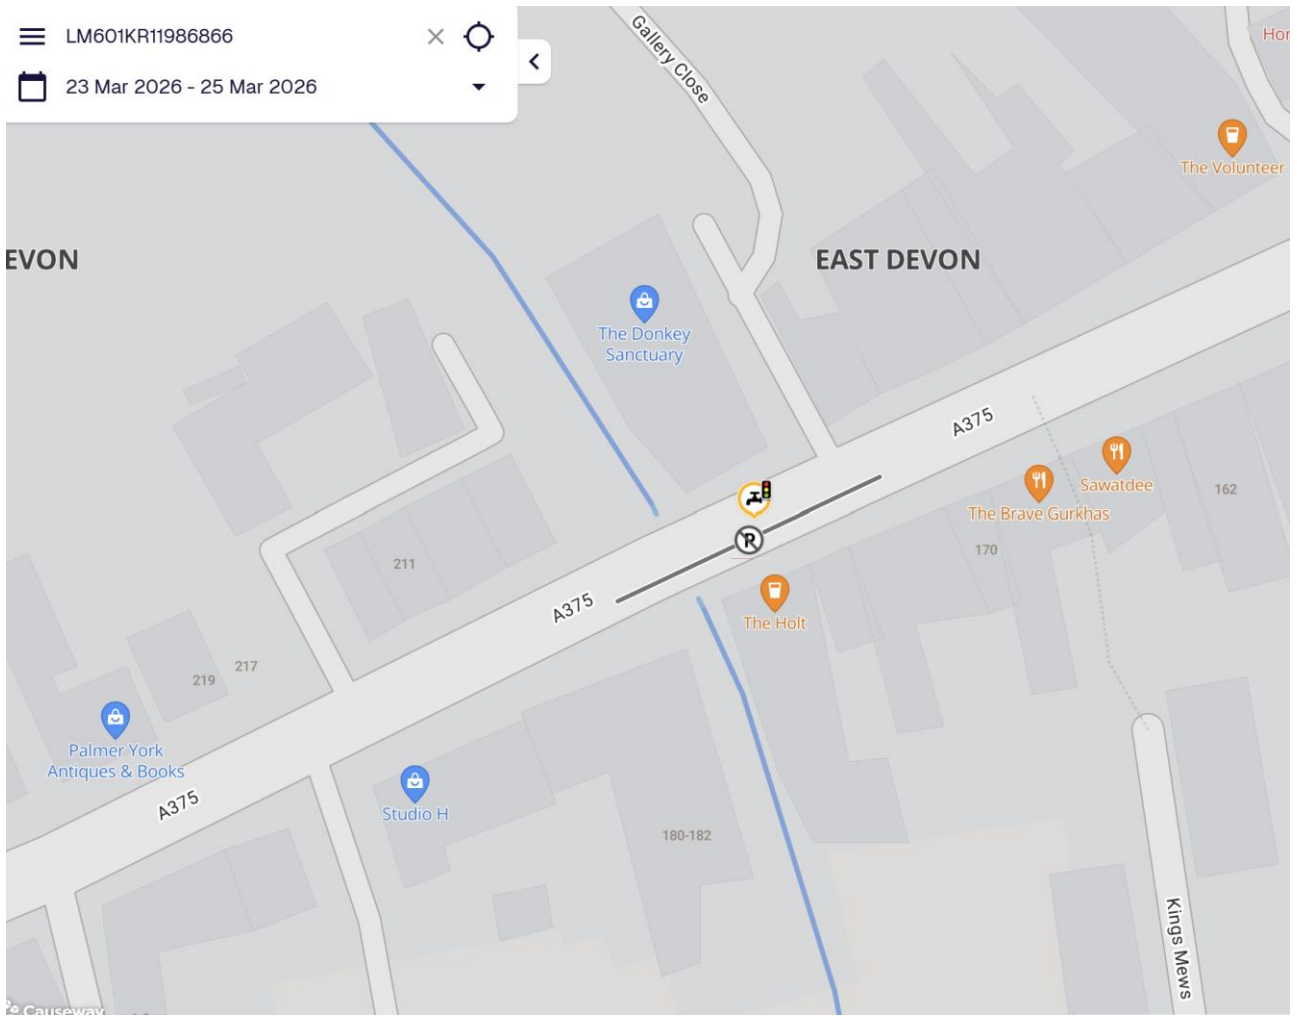 LM601KR11986866
23 Mar 2026 - 25 Mar 2026
Gallery Close
Hor
The Volunteer
EVON
EAST DEVON
The Donkey
Sanctuary
A375
Sawatdee
162
The Brave Gurkhas
170
P
211
A375
The Holt
217
219
Palmer York
Antiques & Books
A375
Studio H
180-182
Kings Mews
Causeway